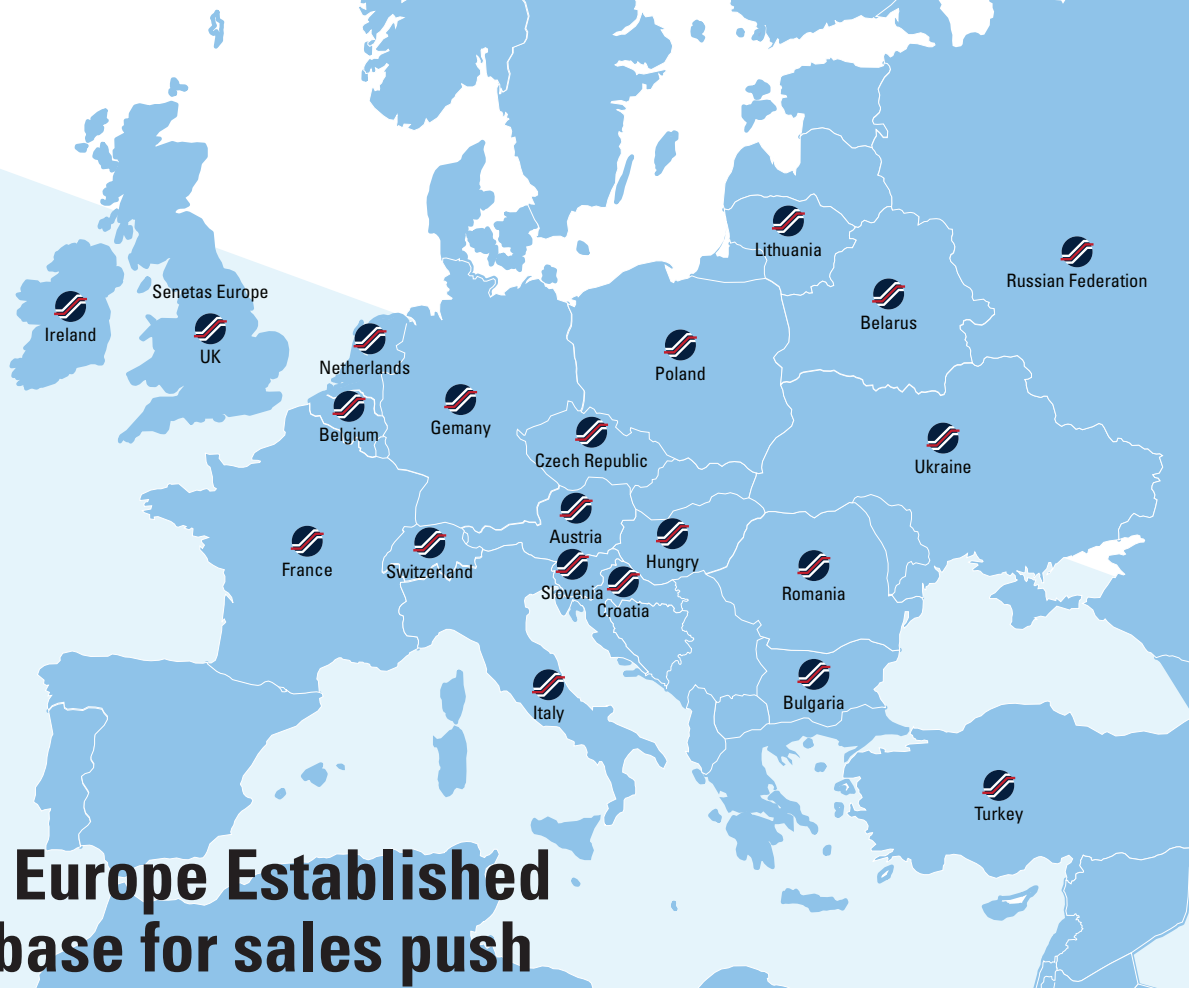 Lithuania
Russian Federation
Senetas Europe
Belarus
Ireland
UK
Netherlands
Poland
Belgium
Gemany
Czech Republic
Ukraine
Austria
Hungry
France
Switzerland
Slovenia
Romania
Croatia
Bulgaria
Italy
Turkey
Europe Established
base for sales push